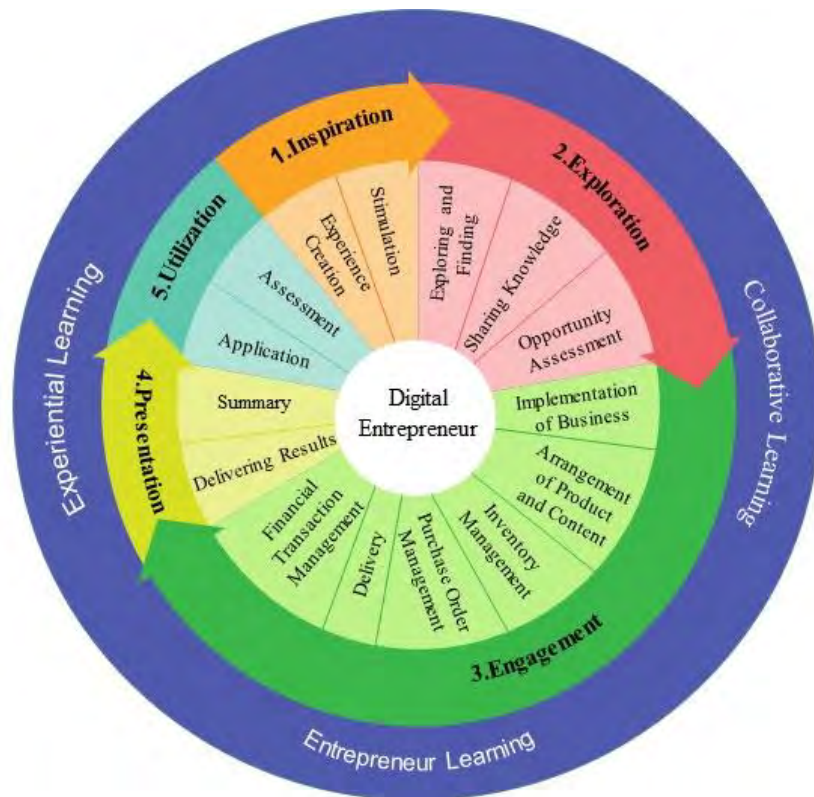 1.Inspiration
Experience
Creation
Stimulation
2.Exploration
Exploring and
Finding
Sharing Knowledge
Opportunity
Assessment
3.Engagement
Implementation
of Business
Arrangement
of Product
and Content
Inventory
Management
Purchase Order
Management
Delivery
Financial
Transaction
Management
4.Presentation
Delivering Results
Summary
5.Utilization
Application
Assessment
Digital
Entrepreneur
Experiential Learning
Collaborative Learning
Entrepreneur Learning